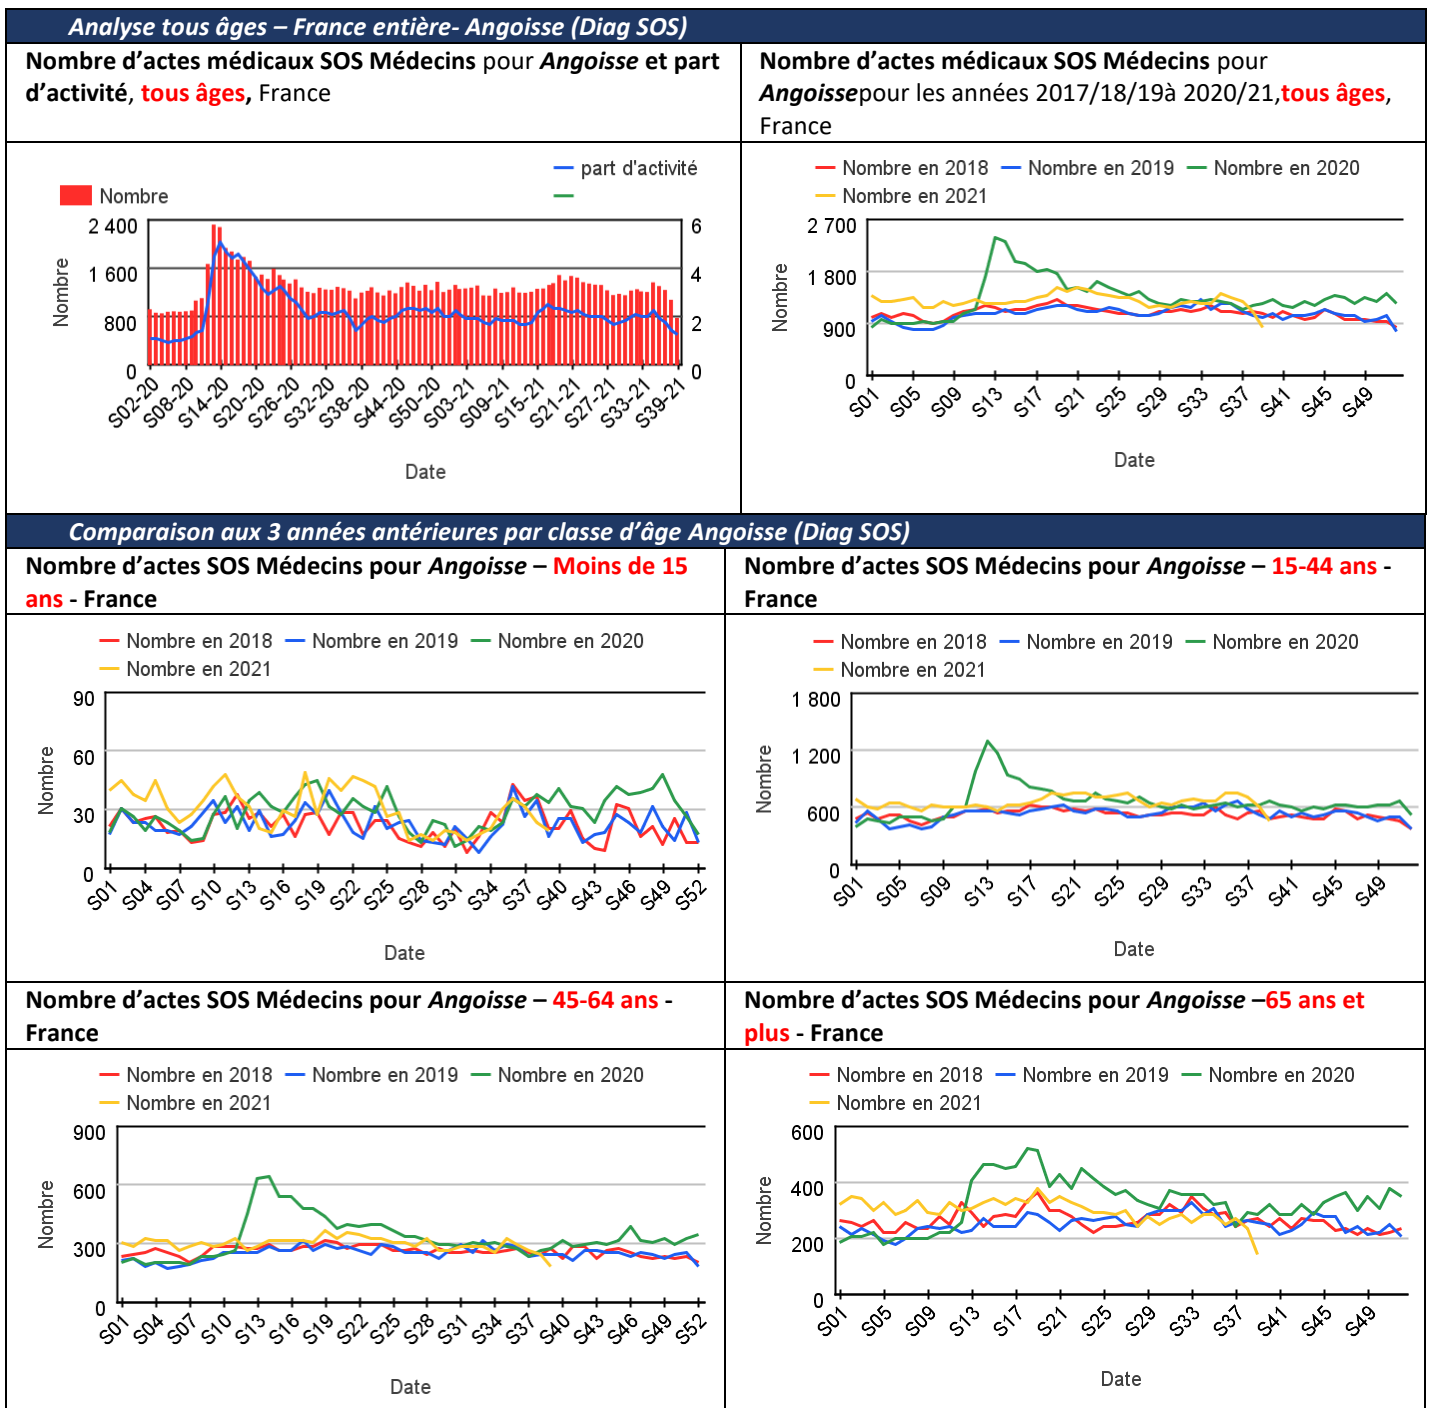 Analyse tous âges – France entière- Angoisse (Diag SOS)
Nombre d’actes médicaux SOS Médecins pour Angoisse et part
d’activité, tous âges, France
Nombre d’actes médicaux SOS Médecins pour
Angoissepour les années 2017/18/19à 2020/21,tous âges,
France
part d'activité
Nombre
2 400
1 600
800
0
6
4
2
0
Nombre
S02-20
S08-20
S14-20
S20-20
S26-20
S32-20
S38-20
S44-20
S50-20
S03-21
S09-21
S15-21
S21-21
S27-21
S33-21
S39-21
Date
Nombre en 2018
Nombre en 2019
Nombre en 2020
Nombre en 2021
2 700
1 800
900
0
Nombre
S01
S05
S09
S13
S17
S21
S25
S29
S33
S37
S41
S45
S49
Date
Comparaison aux 3 années antérieures par classe d’âge Angoisse (Diag SOS)
Nombre d’actes SOS Médecins pour Angoisse – Moins de 15
ans - France
Nombre d’actes SOS Médecins pour Angoisse – 15-44 ans -
France
Nombre en 2018
Nombre en 2019
Nombre en 2020
Nombre en 2021
90
60
30
0
Nombre
S01
S04
S07
S10
S13
S16
S19
S22
S25
S28
S31
S34
S37
S40
S43
S46
S49
S52
Date
Nombre en 2018
Nombre en 2019
Nombre en 2020
Nombre en 2021
1 800
1 200
600
0
Nombre
S01
S05
S09
S13
S17
S21
S25
S29
S33
S37
S41
S45
S49
Date
Nombre d’actes SOS Médecins pour Angoisse – 45-64 ans -
France
Nombre d’actes SOS Médecins pour Angoisse –65 ans et
plus - France
Nombre en 2018
Nombre en 2019
Nombre en 2020
Nombre en 2021
900
600
300
0
Nombre
S01
S04
S07
S10
S13
S16
S19
S22
S25
S28
S31
S34
S37
S40
S43
S46
S49
S52
Date
Nombre en 2018
Nombre en 2019
Nombre en 2020
Nombre en 2021
600
400
200
0
Nombre
S01
S05
S09
S13
S17
S21
S25
S29
S33
S37
S41
S45
S49
Date